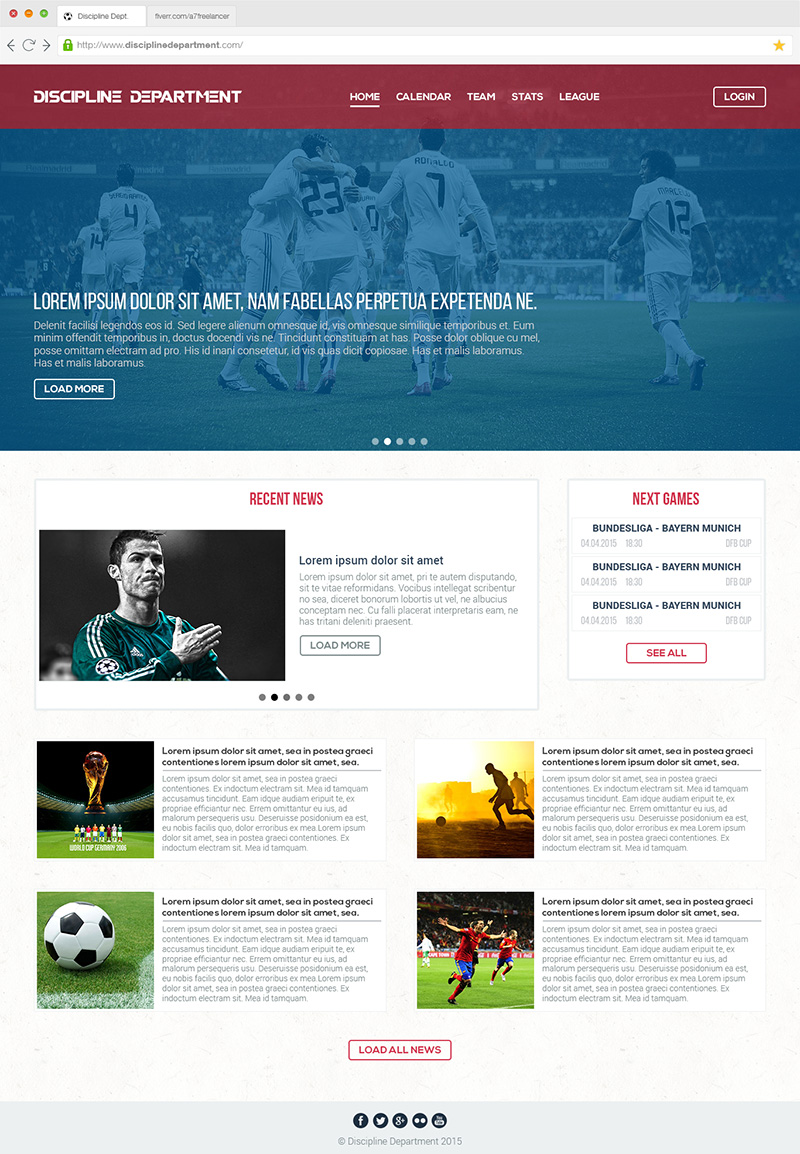 Discipline Dept.
fiverr.com/a7freelancer
http://www.disciplinedepartment.com/
DISCIPLINE DEPARTMENT
HOME
CALENDAR
TEAM
STATS
LEAGUE
LOGIN
RONALDO
7
23
4
14
12
LOREM IPSUM DOLOR SIT AMET, NAM FABELLAS PERPETUA EXPETENDA NE.
Delenit facilisi legendos eos id. Sed legere alienum omnesque id, vis omnesque similique temporibus et. Eum
minim offendit temporibus in, doctus docendi vis ne. Tincidunt constituam at has. Posse dolor oblique cu mel,
posse omittam electram ad pro. His id inani consetetur, id vis quas dicit copiosae. Has et malis laboramus.
Has et malis laboramus.
LOAD MORE
RECENT NEWS
Lorem ipsum dolor sit amet
Lorem ipsum dolor sit amet, pri te autem disputando,
sit te vitae reformidans. Vocibus intellegat scribentur
no sea, diceret bonorum lobortis ut vel, ne albucius
conceptam nec. Cu falli placerat interpretaris eam, ne
has tritani deleniti praesent.
LOAD MORE
NEXT GAMES
BUNDESLIGA - BAYERN MUNICH
04.04.2015 18:30 DFB CUP
BUNDESLIGA - BAYERN MUNICH
04.04.2015 18:30 DFB CUP
BUNDESLIGA - BAYERN MUNICH
04.04.2015 18:30 DFB CUP
SEE ALL
WORLD CUP GERMANY 2006
Lorem ipsum dolor sit amet, sea in postea graeci
contentiones lorem ipsum dolor sit amet, sea.
Lorem ipsum dolor sit amet, sea in postea graeci
contentiones. Ex indoctum electram sit. Mea id tamquam
accusamus tincidunt. Eam idque audiam eripuit te, ex
propriae efficiantur nec. Errem omittantur eu ius, ad
malorum persequeris usu. Deseruisse posidonium ea est,
eu nobis facilis quo, dolor erroribus ex mea.Lorem ipsum
dolor sit amet, sea in postea graeci contentiones. Ex
indoctum electram sit. Mea id tamquam.
Lorem ipsum dolor sit amet, sea in postea graeci
contentiones lorem ipsum dolor sit amet, sea.
Lorem ipsum dolor sit amet, sea in postea graeci
contentiones. Ex indoctum electram sit. Mea id tamquam
accusamus tincidunt. Eam idque audiam eripuit te, ex
propriae efficiantur nec. Errem omittantur eu ius, ad
malorum persequeris usu. Deseruisse posidonium ea est,
eu nobis facilis quo, dolor erroribus ex mea.Lorem ipsum
dolor sit amet, sea in postea graeci contentiones. Ex
indoctum electram sit. Mea id tamquam.
Lorem ipsum dolor sit amet, sea in postea graeci
contentiones lorem ipsum dolor sit amet, sea.
Lorem ipsum dolor sit amet, sea in postea graeci
contentiones. Ex indoctum electram sit. Mea id tamquam
accusamus tincidunt. Eam idque audiam eripuit te, ex
propriae efficiantur nec. Errem omittantur eu ius, ad
malorum persequeris usu. Deseruisse posidonium ea est,
eu nobis facilis quo, dolor erroribus ex mea.Lorem ipsum
dolor sit amet, sea in postea graeci contentiones. Ex
indoctum electram sit. Mea id tamquam.
Lorem ipsum dolor sit amet, sea in postea graeci
contentiones lorem ipsum dolor sit amet, sea.
Lorem ipsum dolor sit amet, sea in postea graeci
contentiones. Ex indoctum electram sit. Mea id tamquam
accusamus tincidunt. Eam idque audiam eripuit te, ex
propriae efficiantur nec. Errem omittantur eu ius, ad
malorum persequeris usu. Deseruisse posidonium ea est,
eu nobis facilis quo, dolor erroribus ex mea.Lorem ipsum
dolor sit amet, sea in postea graeci contentiones. Ex
indoctum electram sit. Mea id tamquam.
LOAD ALL NEWS
© Discipline Department 2015